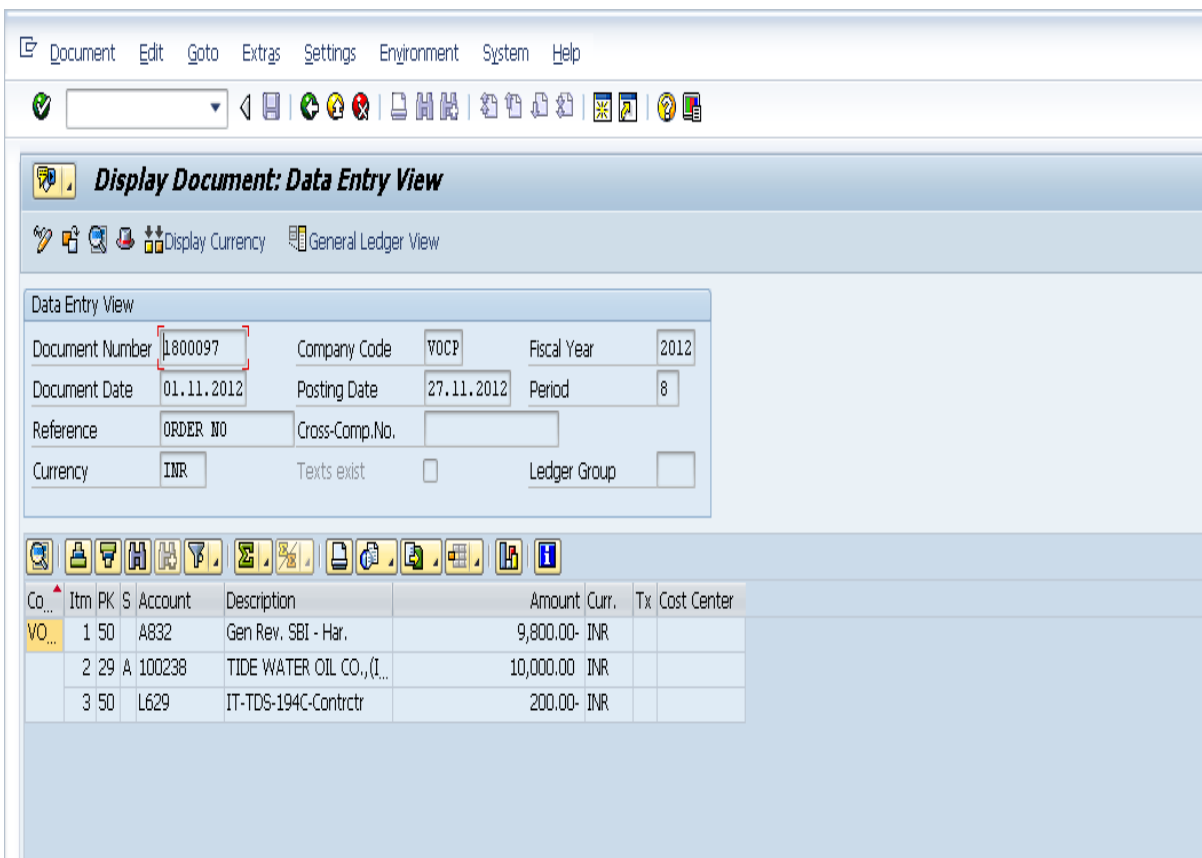 Document Edit Goto Extras Settings Environment System Help
Display Document: Data Entry View
Display Currency General Ledger View
Data Entry View
Document Number 1800097 Company Code VOCP Fiscal Year 2012
Document Date 01.11.2012 Posting Date 27.11.2012 Period 8
Reference ORDER NO Cross-Comp.No.
Currency INR Texts exist Ledger Group
Co... Itm PK S Account Description Amount Curr. Tx Cost Center
VO... 1 50 A832 Gen Rev. SBI - Har. 9,800.00- INR
2 29 A 100238 TIDE WATER OIL CO.,(I... 10,000.00 INR
3 50 L629 IT-TDS-194C-Contrctr 200.00- INR